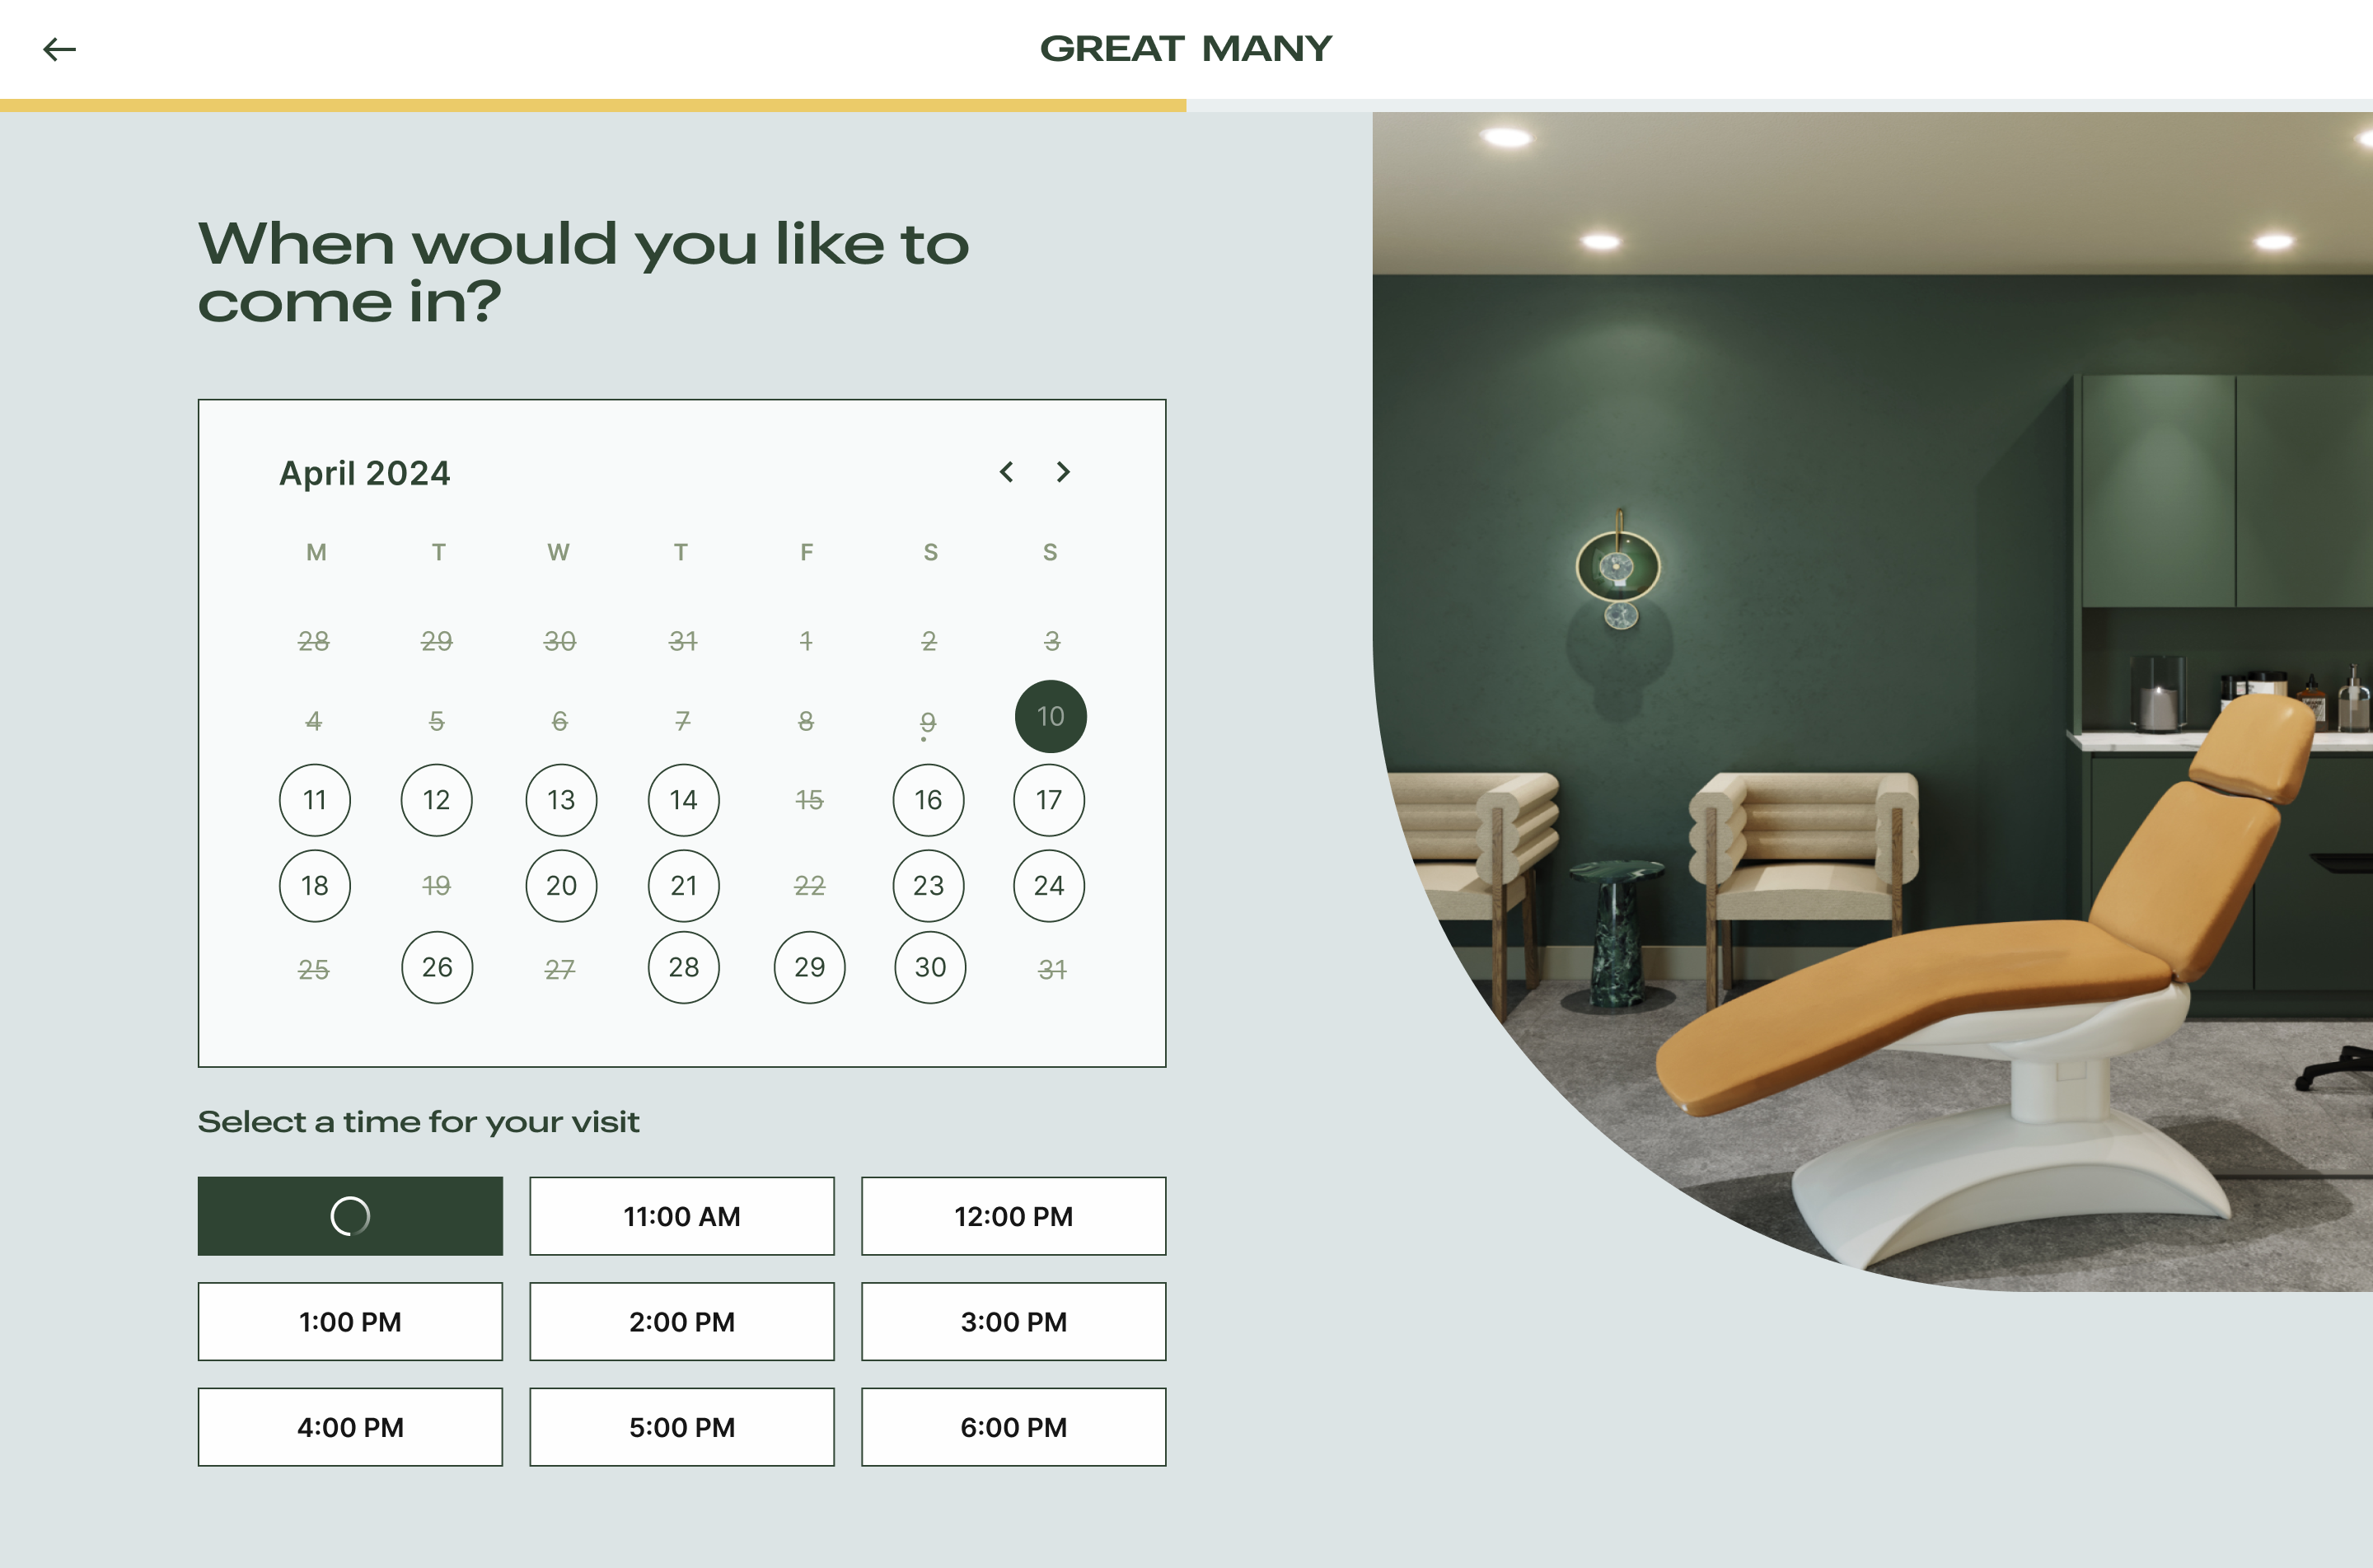 GREAT MANY
When would you like to
come in?
April 2024
M T W T F S S
28 29 30 31 1 2 3
4 5 6 7 8 9 10
11 12 13 14 15 16 17
18 19 20 21 22 23 24
25 26 27 28 29 30 31
Select a time for your visit
11:00 AM 12:00 PM
1:00 PM 2:00 PM 3:00 PM
4:00 PM 5:00 PM 6:00 PM